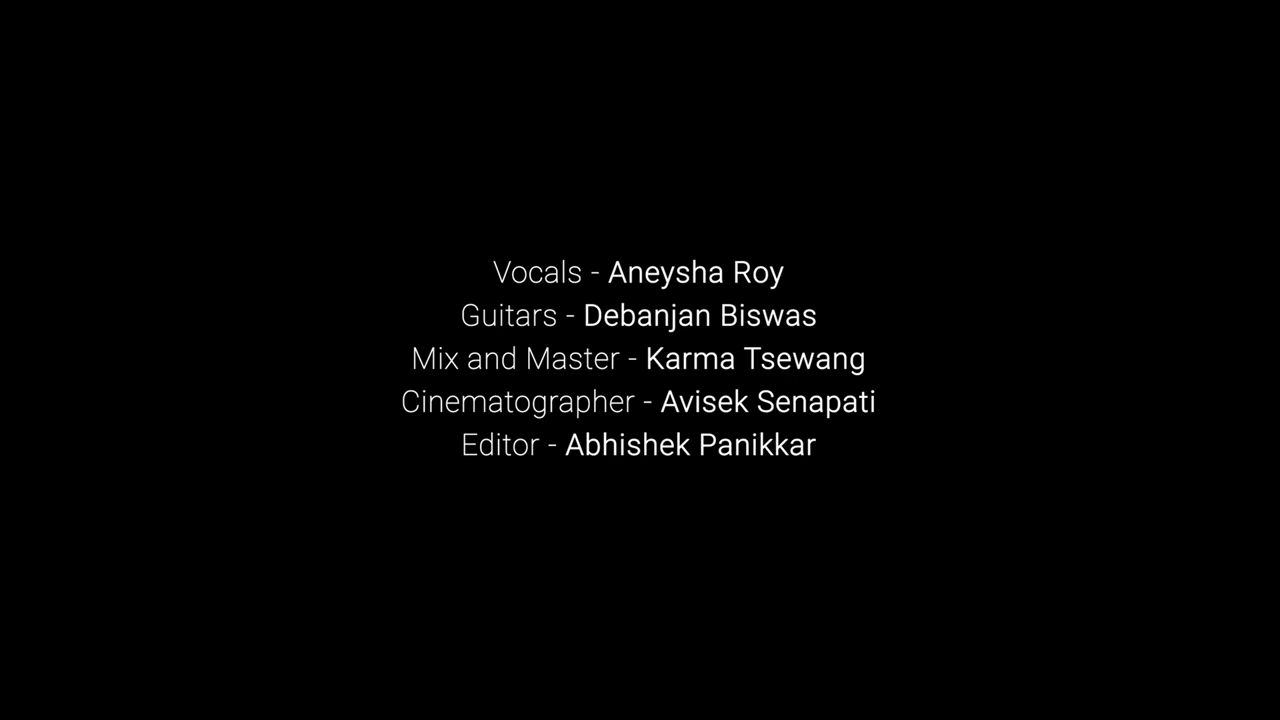 Vocals - Aneysha Roy
Guitars - Debanjan Biswas
Mix and Master - Karma Tsewang
Cinematographer - Avisek Senapati
Editor - Abhishek Panikkar